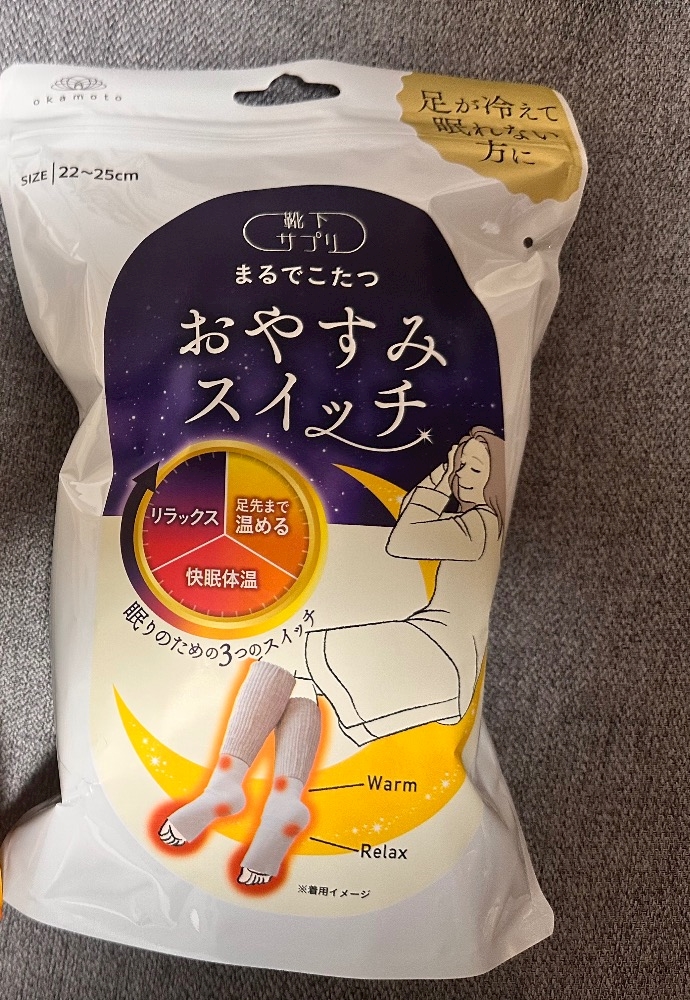 okamoto
足が冷えて
眠れない
方に
SIZE 22〜25cm
靴下
サプリ
まるでこたつ
おやすみ
スイッチ
リラックス
足先まで
温める
快眠体温
眠りのための3つのスイッチ
Warm
Relax
※着用イメージ